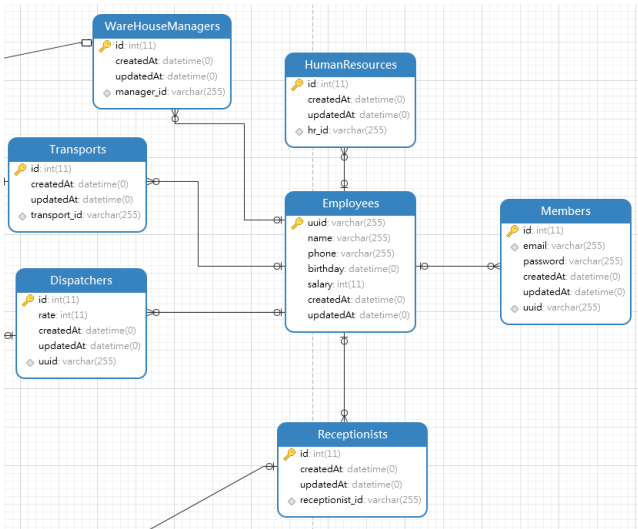 WareHouseManagers
id: int(11)
createdAt: datetime(0)
updatedAt: datetime(0)
manager_id: varchar(255)
HumanResources
id: int(11)
createdAt: datetime(0)
updatedAt: datetime(0)
hr_id: varchar(255)
Transports
id: int(11)
createdAt: datetime(0)
updatedAt: datetime(0)
transport_id: varchar(255)
Employees
uuid: varchar(255)
name: varchar(255)
phone: varchar(255)
birthday: datetime(0)
salary: int(11)
createdAt: datetime(0)
updatedAt: datetime(0)
Members
id: int(11)
email: varchar(255)
password: varchar(255)
createdAt: datetime(0)
updatedAt: datetime(0)
uuid: varchar(255)
Dispatchers
id: int(11)
rate: int(11)
createdAt: datetime(0)
updatedAt: datetime(0)
uuid: varchar(255)
Receptionists
id: int(11)
createdAt: datetime(0)
updatedAt: datetime(0)
receptionist_id: varchar(255)